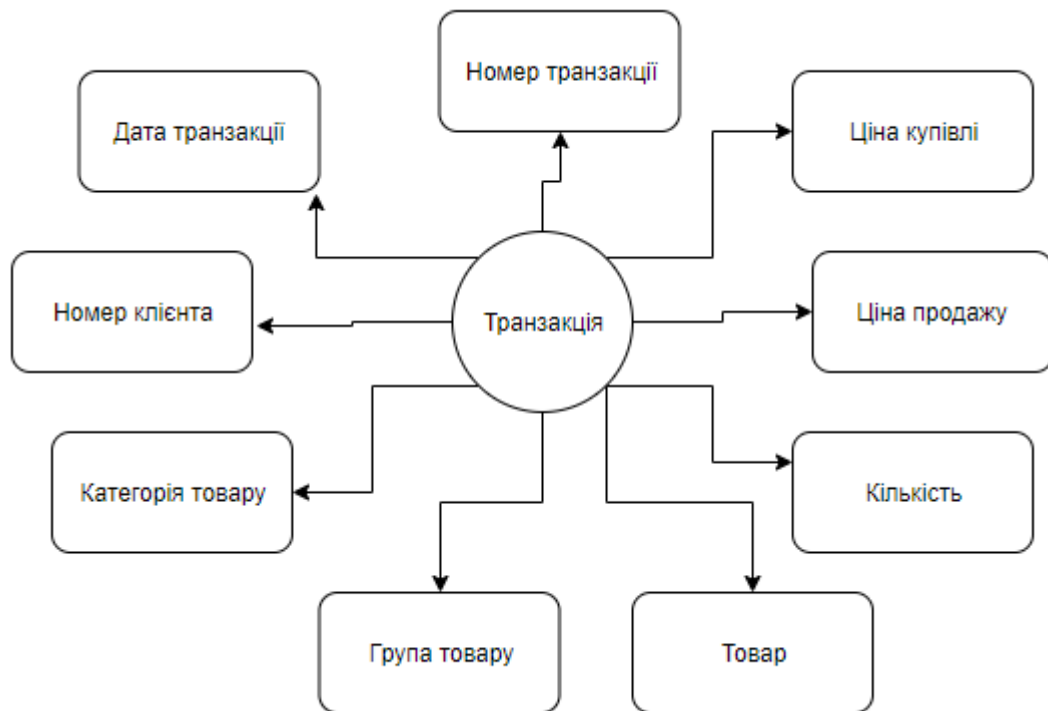 Номер транзакції
Дата транзакції
Ціна купівлі
Номер клієнта
Транзакція
Ціна продажу
Категорія товару
Кількість
Група товару
Товар